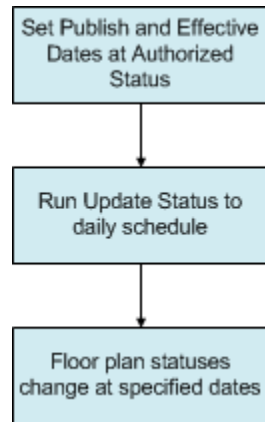 Set Publish and Effective
Dates at Authorized
Status
Run Update Status to
daily schedule
Floor plan statuses
change at specified dates